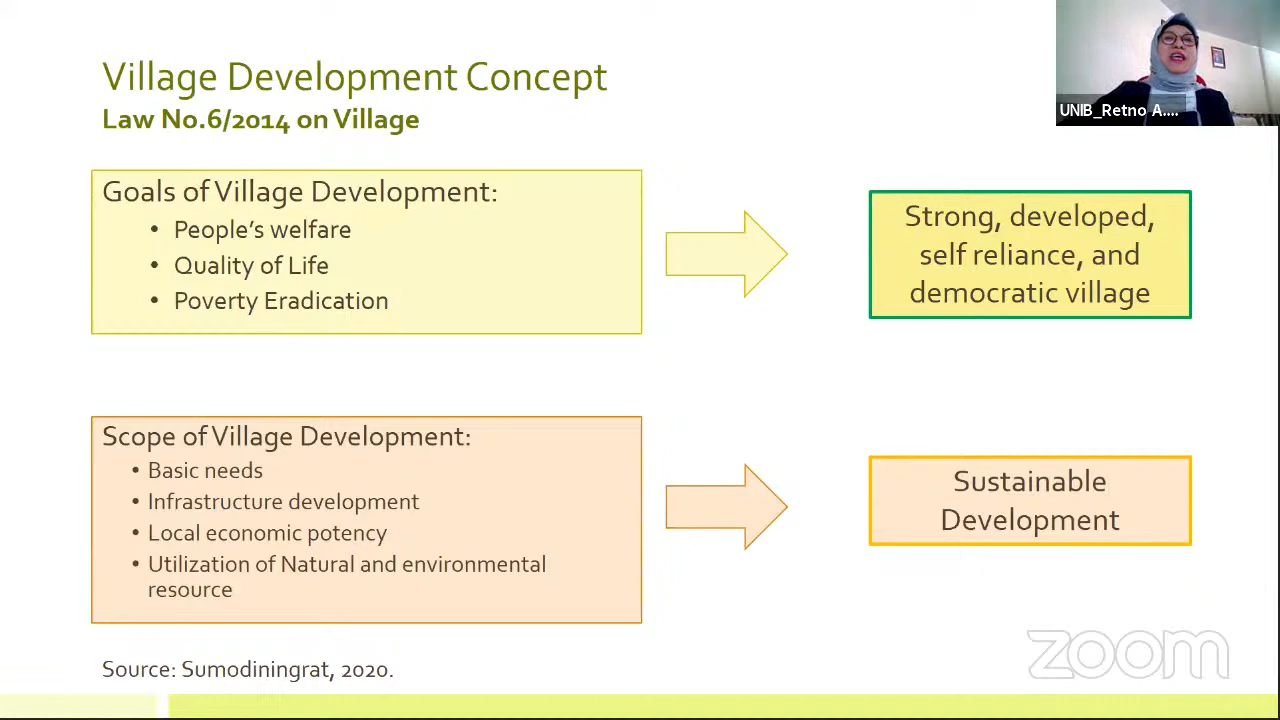 Village Development Concept
Law No.6/2014 on Village
UNIB_Retno A....
Goals of Village Development:
• People's welfare
• Quality of Life
• Poverty Eradication
Strong, developed,
self reliance, and
democratic village
Scope of Village Development:
• Basic needs
• Infrastructure development
• Local economic potency
• Utilization of Natural and environmental
resource
Sustainable
Development
Source: Sumodiningrat, 2020.
zoom